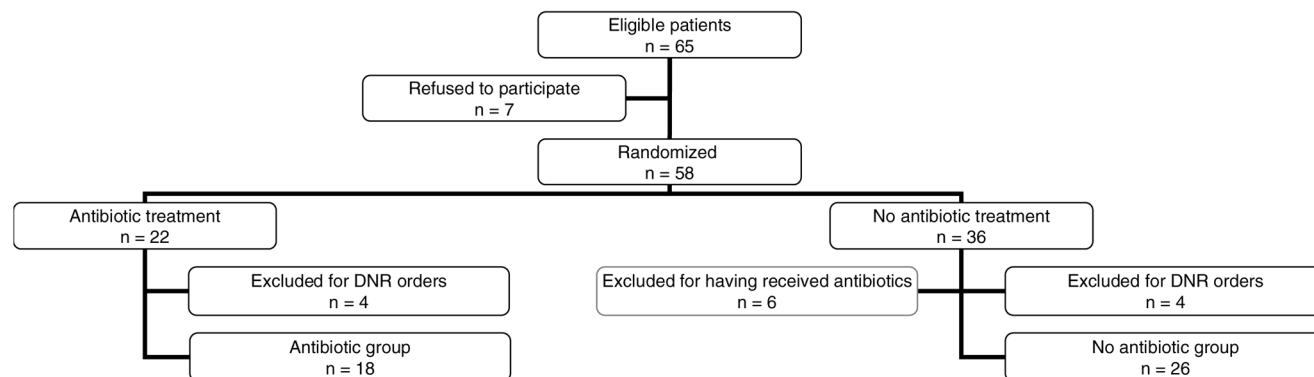 Eligible patients
n = 65
Refused to participate
n = 7
Randomized
n = 58
Antibiotic treatment
n = 22
No antibiotic treatment
n = 36
Excluded for DNR orders
n = 4
Excluded for having received antibiotics
n = 6
Excluded for DNR orders
n = 4
Antibiotic group
n = 18
No antibiotic group
n = 26